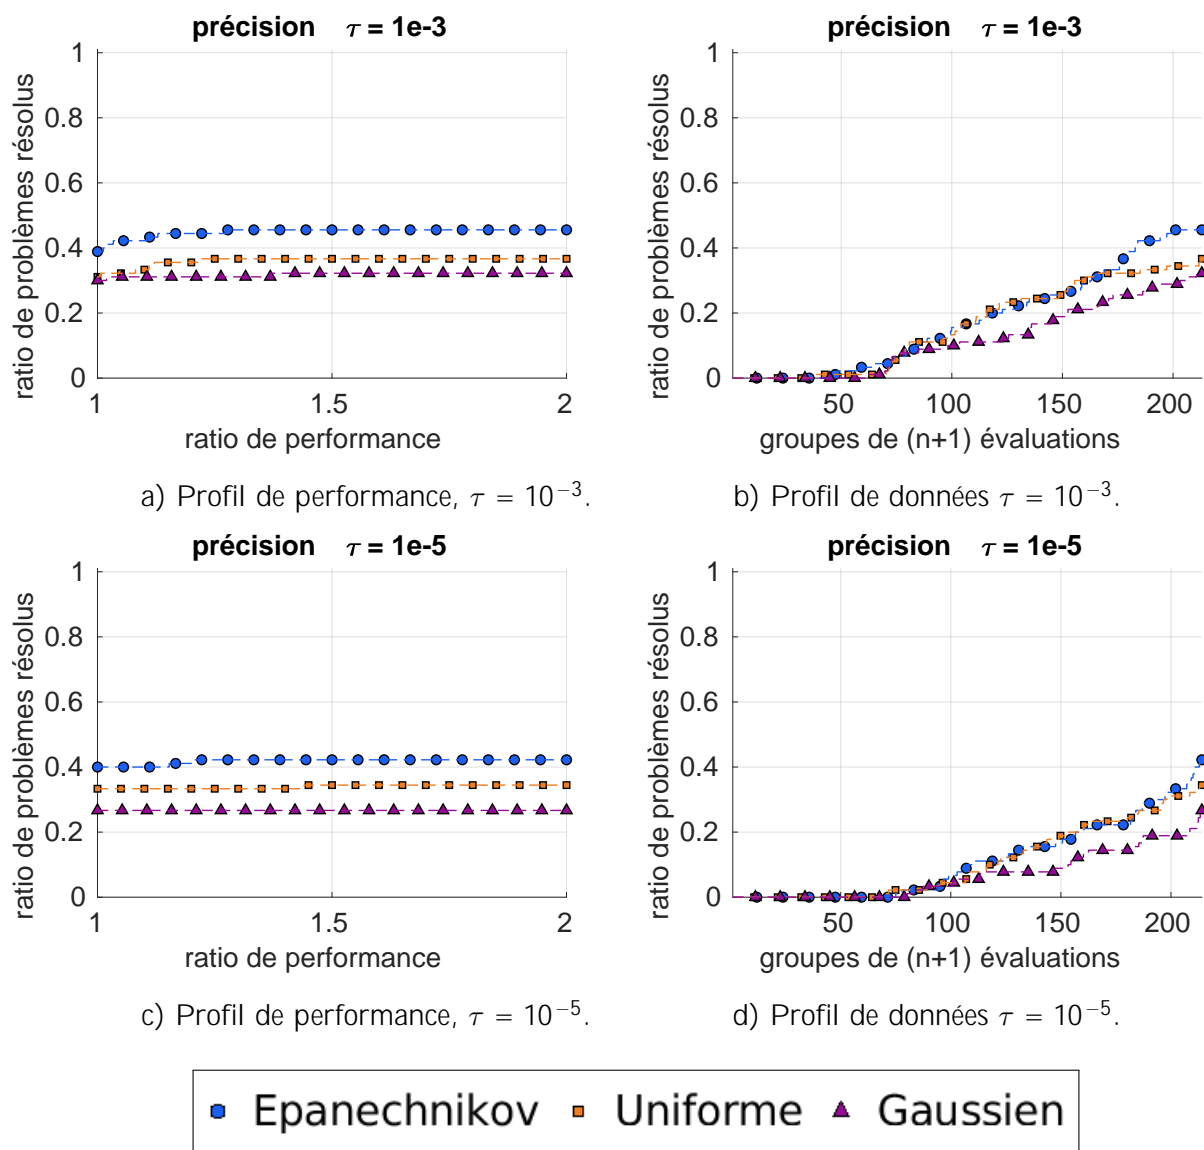 précision τ = 1e-3
ratio de problèmes résolus
1
0.8
0.6
0.4
0.2
0
1
1.5
2
ratio de performance
a) Profil de performance, τ = 10⁻³.
précision τ = 1e-3
ratio de problèmes résolus
1
0.8
0.6
0.4
0.2
0
50
100
150
200
groupes de (n+1) évaluations
b) Profil de données τ = 10⁻³.
précision τ = 1e-5
ratio de problèmes résolus
1
0.8
0.6
0.4
0.2
0
1
1.5
2
ratio de performance
c) Profil de performance, τ = 10⁻⁵.
précision τ = 1e-5
ratio de problèmes résolus
1
0.8
0.6
0.4
0.2
0
50
100
150
200
groupes de (n+1) évaluations
d) Profil de données τ = 10⁻⁵.
Epanechnikov Uniforme Gaussien